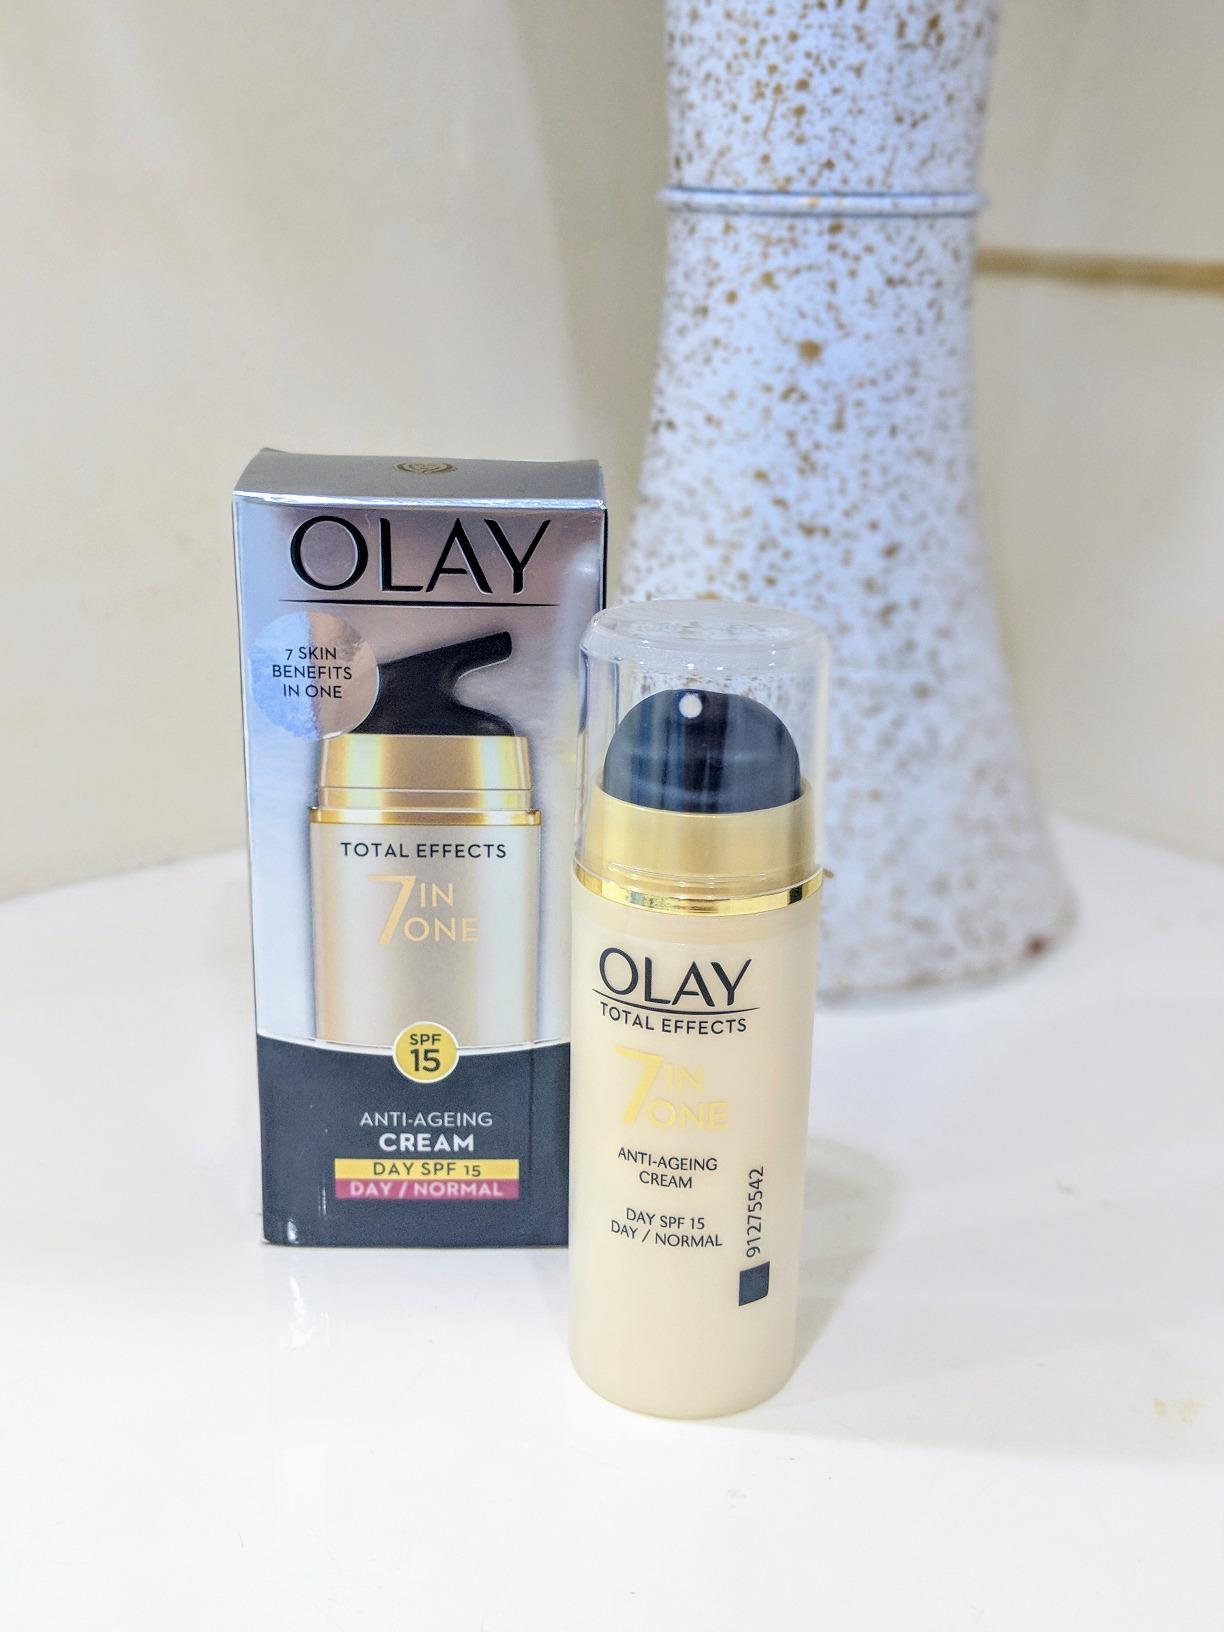 OLAY
7 SKIN
BENEFITS
IN ONE
TOTAL EFFECTS
7 IN
ONE
SPF
15
ANTI-AGEING
CREAM
DAY SPF 15
DAY / NORMAL
OLAY
TOTAL EFFECTS
7 IN
ONE
ANTI-AGEING
CREAM
DAY SPF 15
DAY / NORMAL
91275542